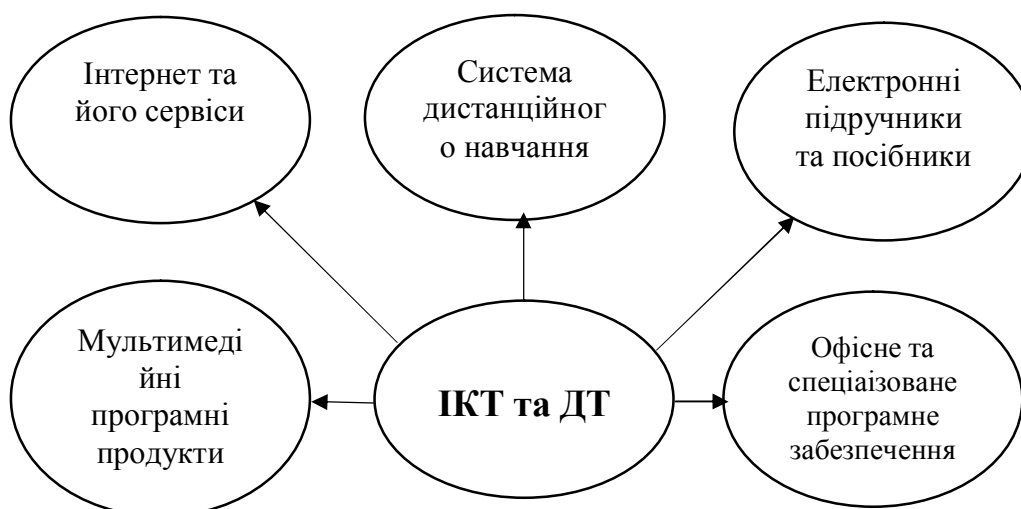 Інтернет та
його сервіси
Система
дистанційног
о навчання
Електронні
підручники
та посібники
Мультимеді
йні
програмні
продукти
ІКТ та ДТ
Офісне та
спеціаізоване
програмне
забезпечення